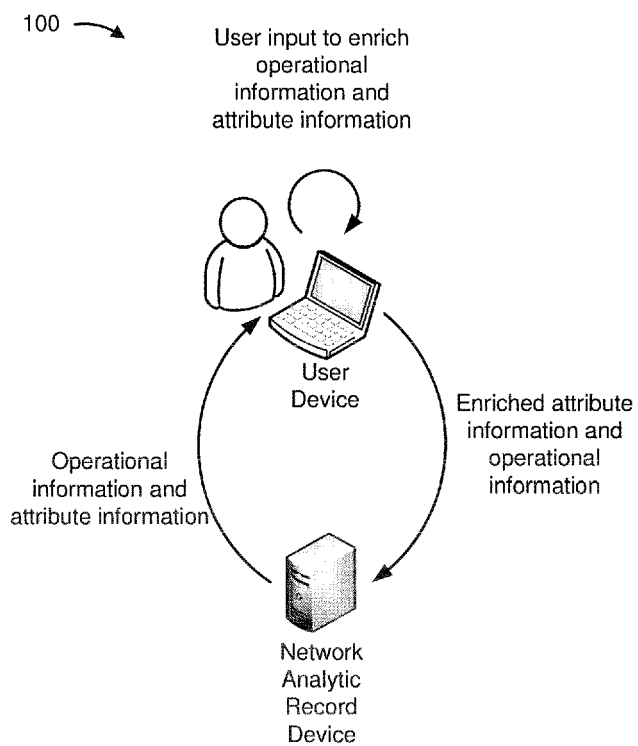 100
User input to enrich
operational
information and
attribute information
User
Device
Enriched attribute
information and
operational
information
Operational
information and
attribute information
Network
Analytic
Record
Device